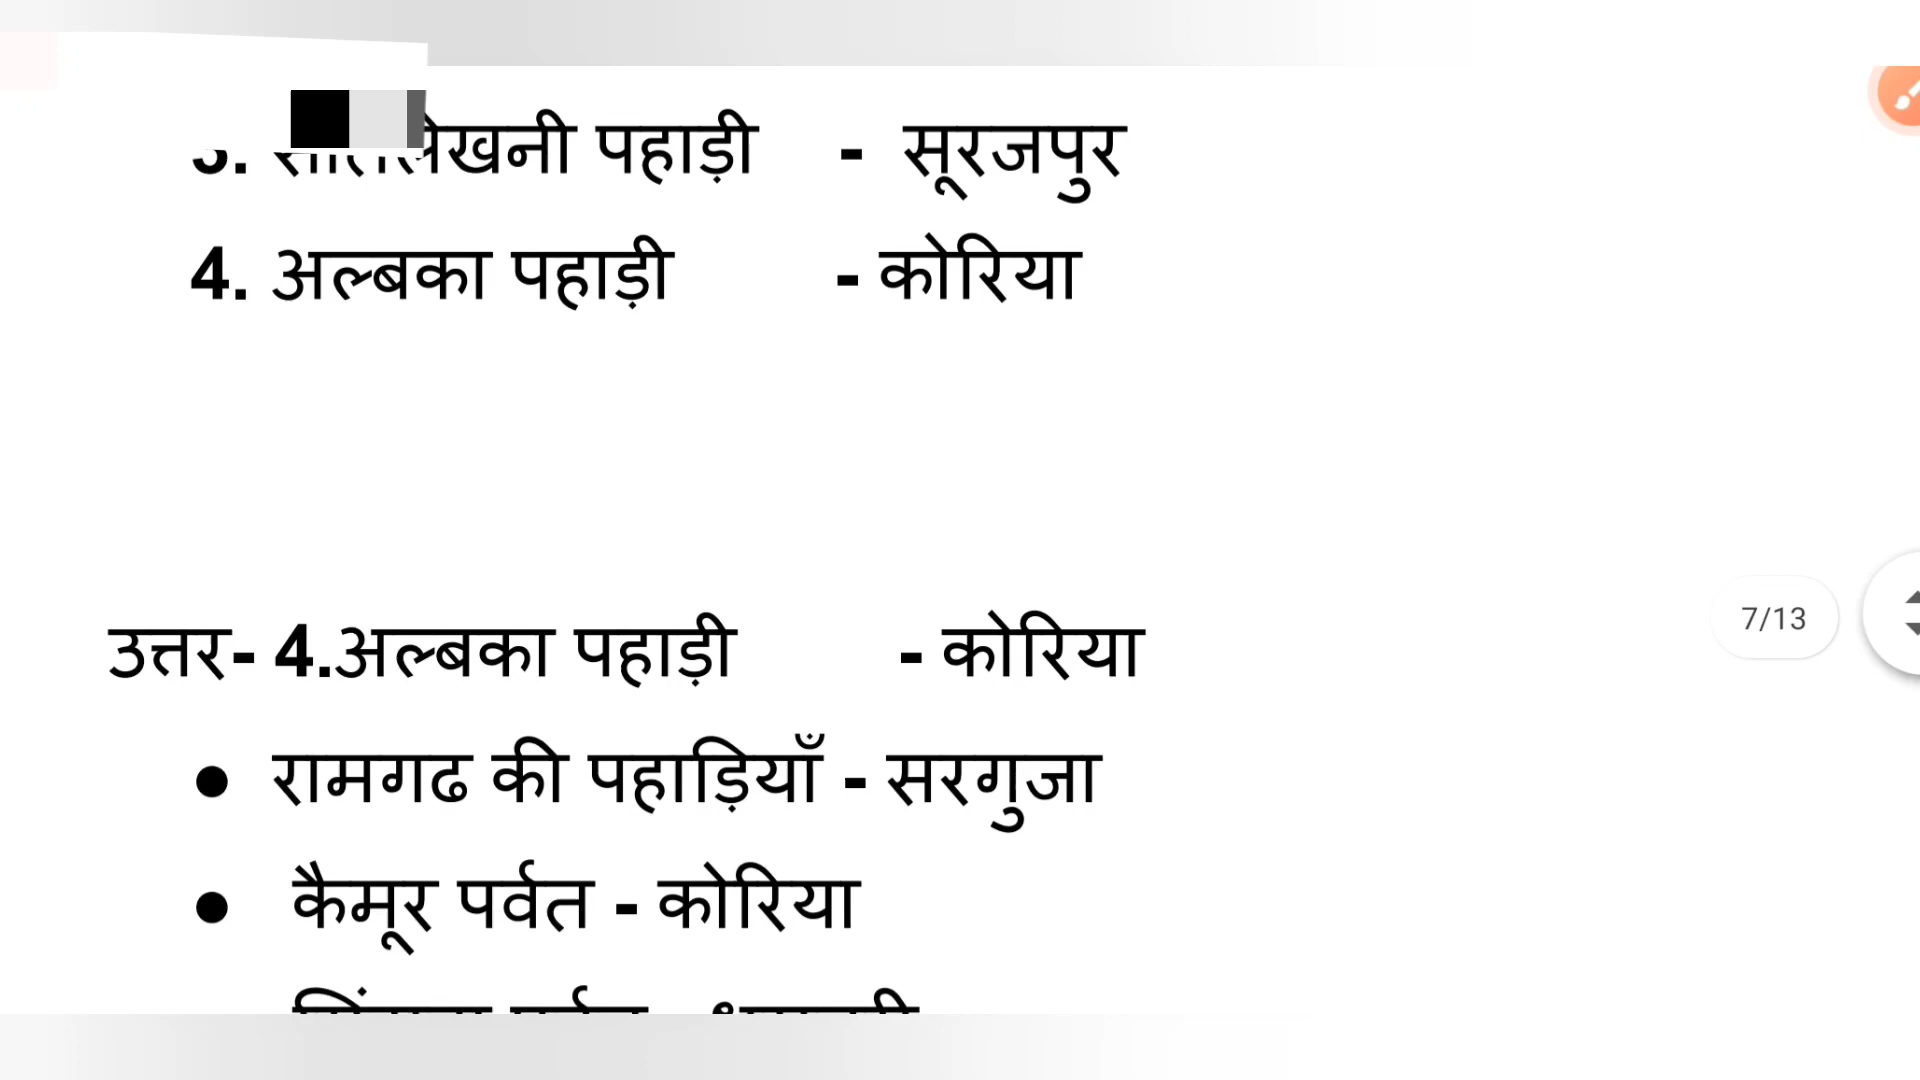 पहाड़ी - सूरजपुर
4. अल्बका पहाड़ी - कोरिया
उत्तर- 4.अल्बका पहाड़ी - कोरिया
7/13
● रामगढ की पहाड़ियाँ - सरगुजा
● कैमूर पर्वत - कोरिया